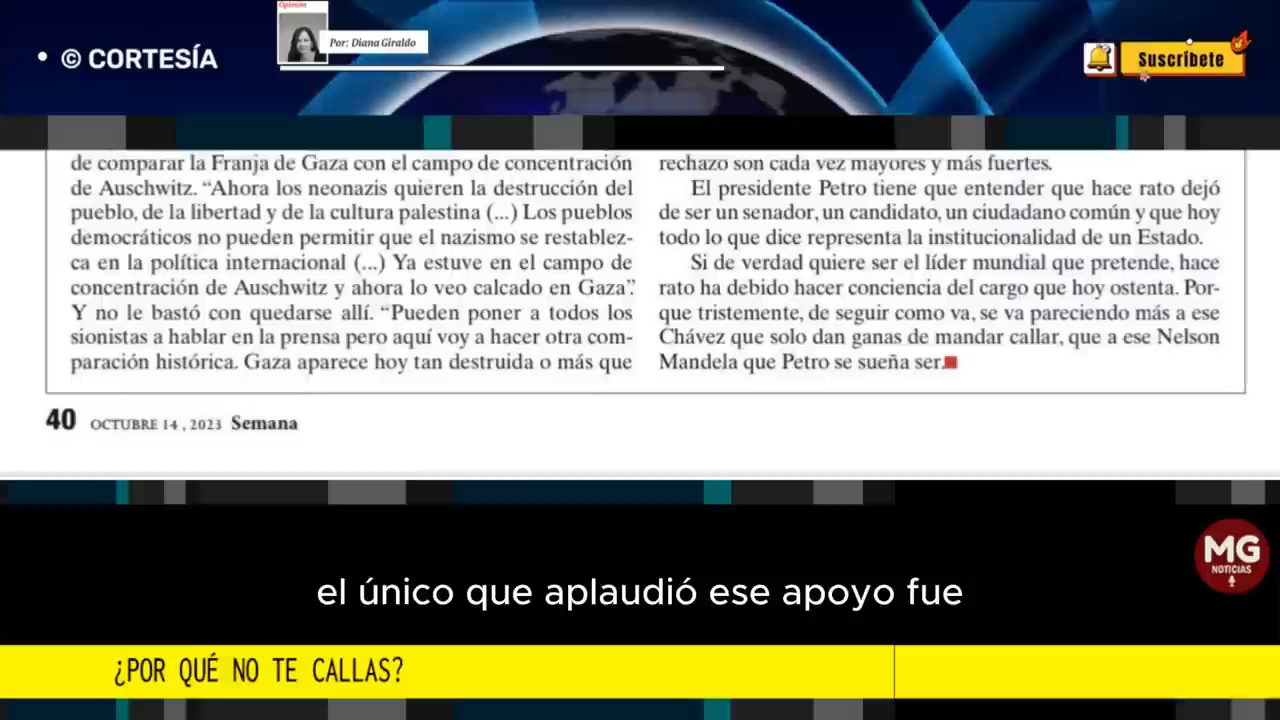 Opinión
• © CORTESÍA
Por: Diana Giraldo
Suscríbete
de comparar la Franja de Gaza con el campo de concentración
de Auschwitz. “Ahora los neonazis quieren la destrucción del
pueblo, de la libertad y de la cultura palestina (...) Los pueblos
democráticos no pueden permitir que el nazismo se restablez-
ca en la política internacional (...) Ya estuve en el campo de
concentración de Auschwitz y ahora lo veo calcado en Gaza”.
Y no le bastó con quedarse allí. “Pueden poner a todos los
sionistas a hablar en la prensa pero aquí voy a hacer otra com-
paración histórica. Gaza aparece hoy tan destruida o más que
rechazo son cada vez mayores y más fuertes.
El presidente Petro tiene que entender que hace rato dejó
de ser un senador, un candidato, un ciudadano común y que hoy
todo lo que dice representa la institucionalidad de un Estado.
Si de verdad quiere ser el líder mundial que pretende, hace
rato ha debido hacer conciencia del cargo que hoy ostenta. Por-
que tristemente, de seguir como va, se va pareciendo más a ese
Chávez que solo dan ganas de mandar callar, que a ese Nelson
Mandela que Petro se sueña ser.
40 OCTUBRE 14, 2023 Semana
MG
NOTICIAS
el único que aplaudió ese apoyo fue
¿POR QUÉ NO TE CALLAS?